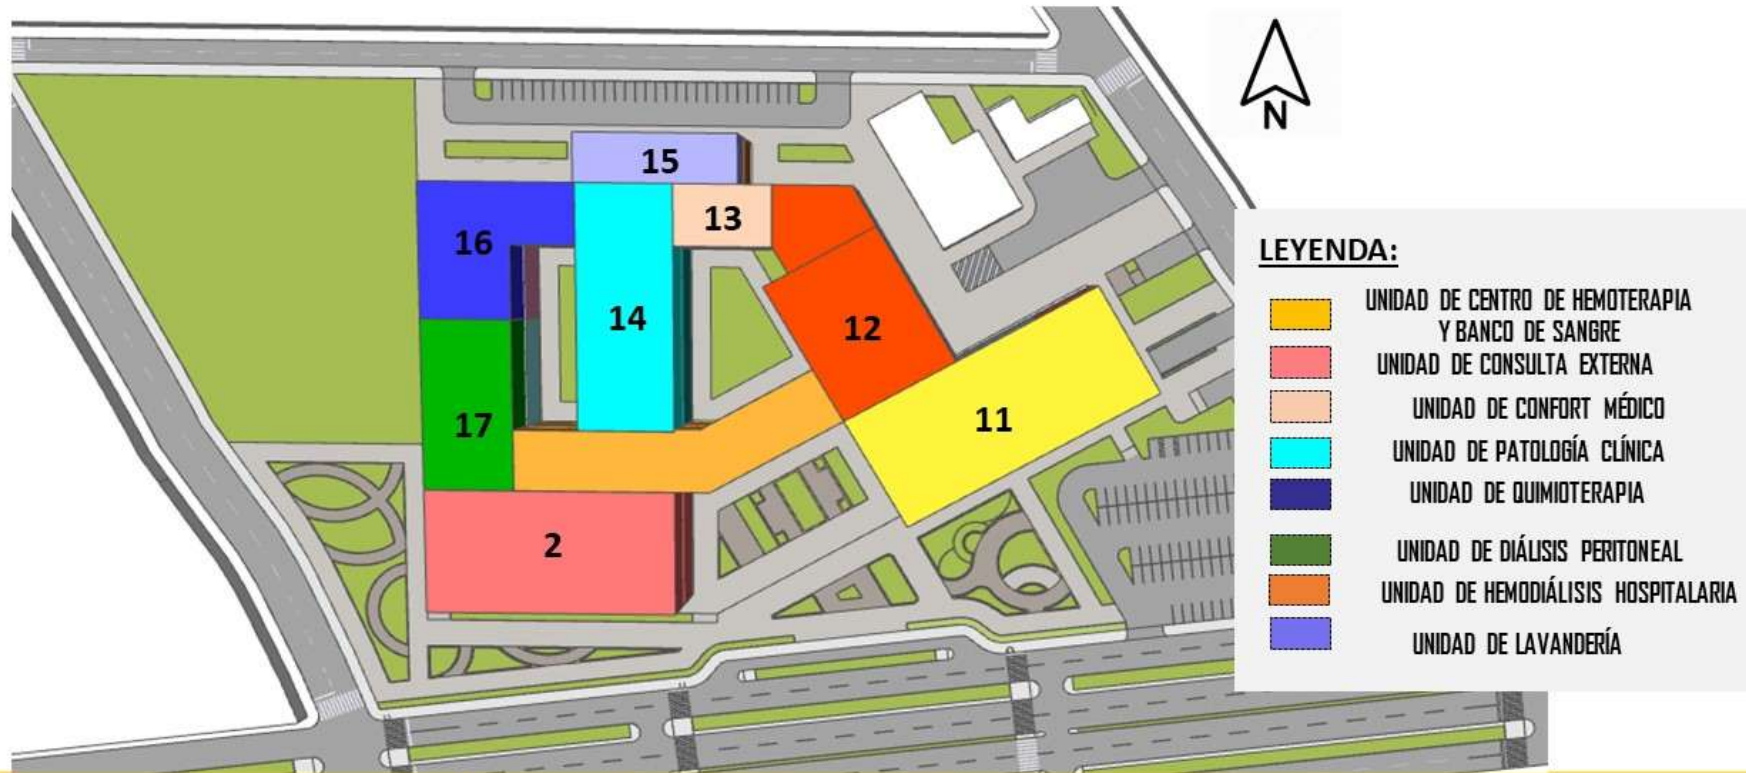 N
15
16
13
14
12
17
11
2
LEYENDA:
UNIDAD DE CENTRO DE HEMOTERAPIA
Y BANCO DE SANGRE
UNIDAD DE CONSULTA EXTERNA
UNIDAD DE CONFORT MÉDICO
UNIDAD DE PATOLOGÍA CLÍNICA
UNIDAD DE QUIMIOTERAPIA
UNIDAD DE DIÁLISIS PERITONEAL
UNIDAD DE HEMODIÁLISIS HOSPITALARIA
UNIDAD DE LAVANDERÍA